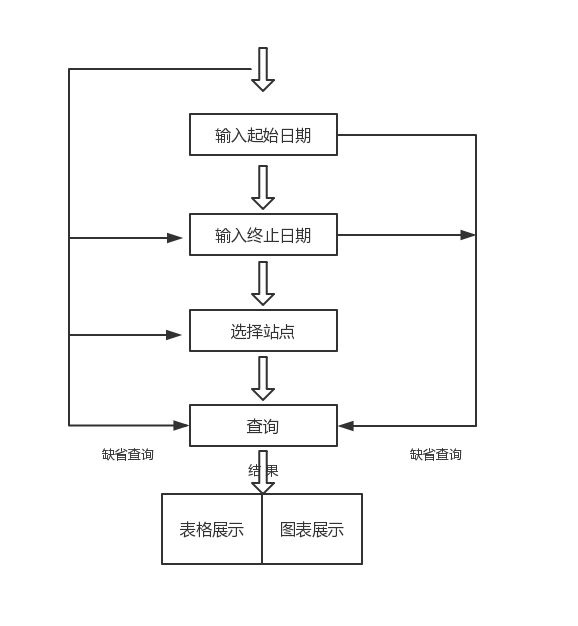 输入起始日期
输入终止日期
选择站点
查询
缺省查询
缺省查询
结果
表格展示
图表展示